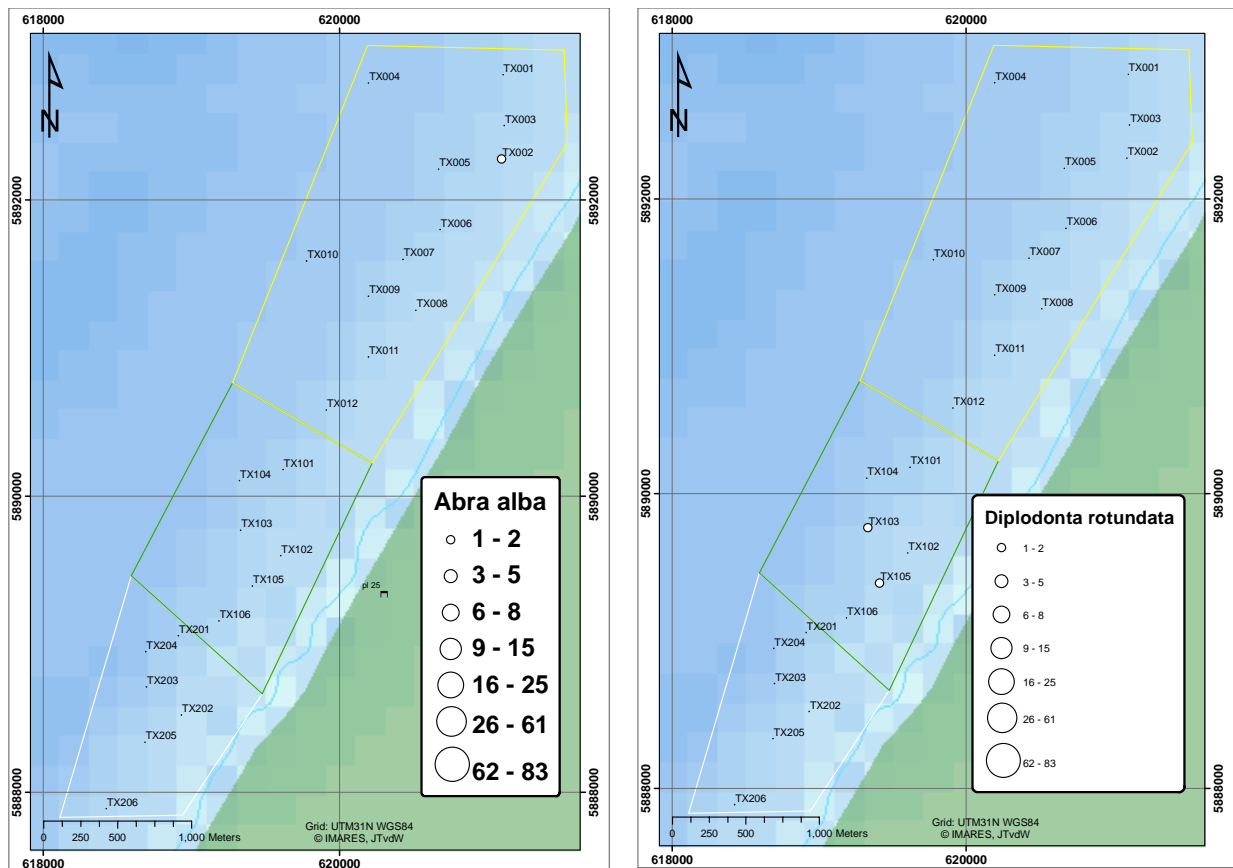 618000
620000
N
TX001
TX004
TX003
TX002
TX005
5892000
5892000
TX006
TX007
TX010
TX009
TX008
TX011
TX012
TX101
TX104
5890000
5890000
TX103
TX102
TX105
pl 25
TX106
TX201
TX204
TX203
TX202
TX205
TX206
5888000
5888000
Abra alba
1 - 2
3 - 5
6 - 8
9 - 15
16 - 25
26 - 61
62 - 83
Grid: UTM31N WGS84
© IMARES, JTvdW
0 250 500 1,000 Meters
618000
620000
618000
620000
N
TX001
TX004
TX003
TX002
TX005
5892000
5892000
TX006
TX007
TX010
TX009
TX008
TX011
TX012
TX101
TX104
5890000
5890000
TX103
TX102
TX105
TX106
TX201
TX204
TX203
TX202
TX205
TX206
5888000
5888000
Diplodonta rotundata
1 - 2
3 - 5
6 - 8
9 - 15
16 - 25
26 - 61
62 - 83
Grid: UTM31N WGS84
© IMARES, JTvdW
0 250 500 1,000 Meters
618000
620000